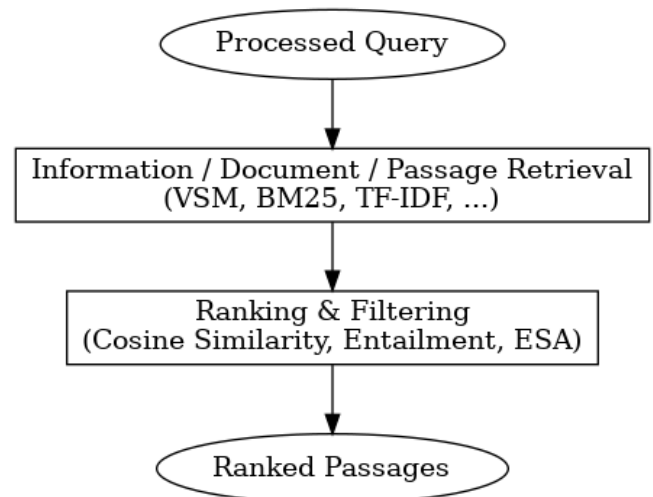 Processed Query
Information / Document / Passage Retrieval
(VSM, BM25, TF-IDF, ...)
Ranking & Filtering
(Cosine Similarity, Entailment, ESA)
Ranked Passages